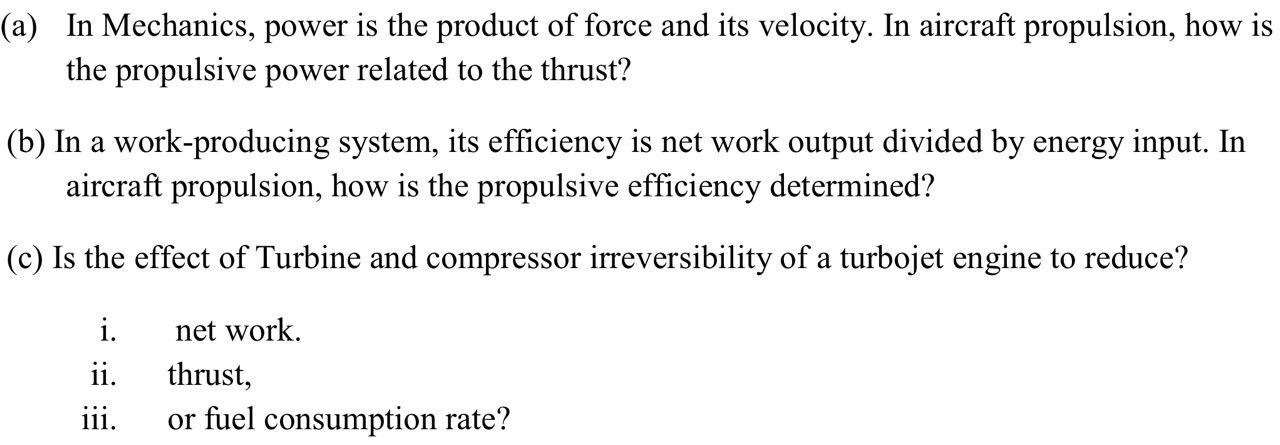 (a) In Mechanics, power is the product of force and its velocity. In aircraft propulsion, how is
the propulsive power related to the thrust?
(b) In a work-producing system, its efficiency is net work output divided by energy input. In
aircraft propulsion, how is the propulsive efficiency determined?
(c) Is the effect of Turbine and compressor irreversibility of a turbojet engine to reduce?
i. net work.
ii. thrust,
iii. or fuel consumption rate?